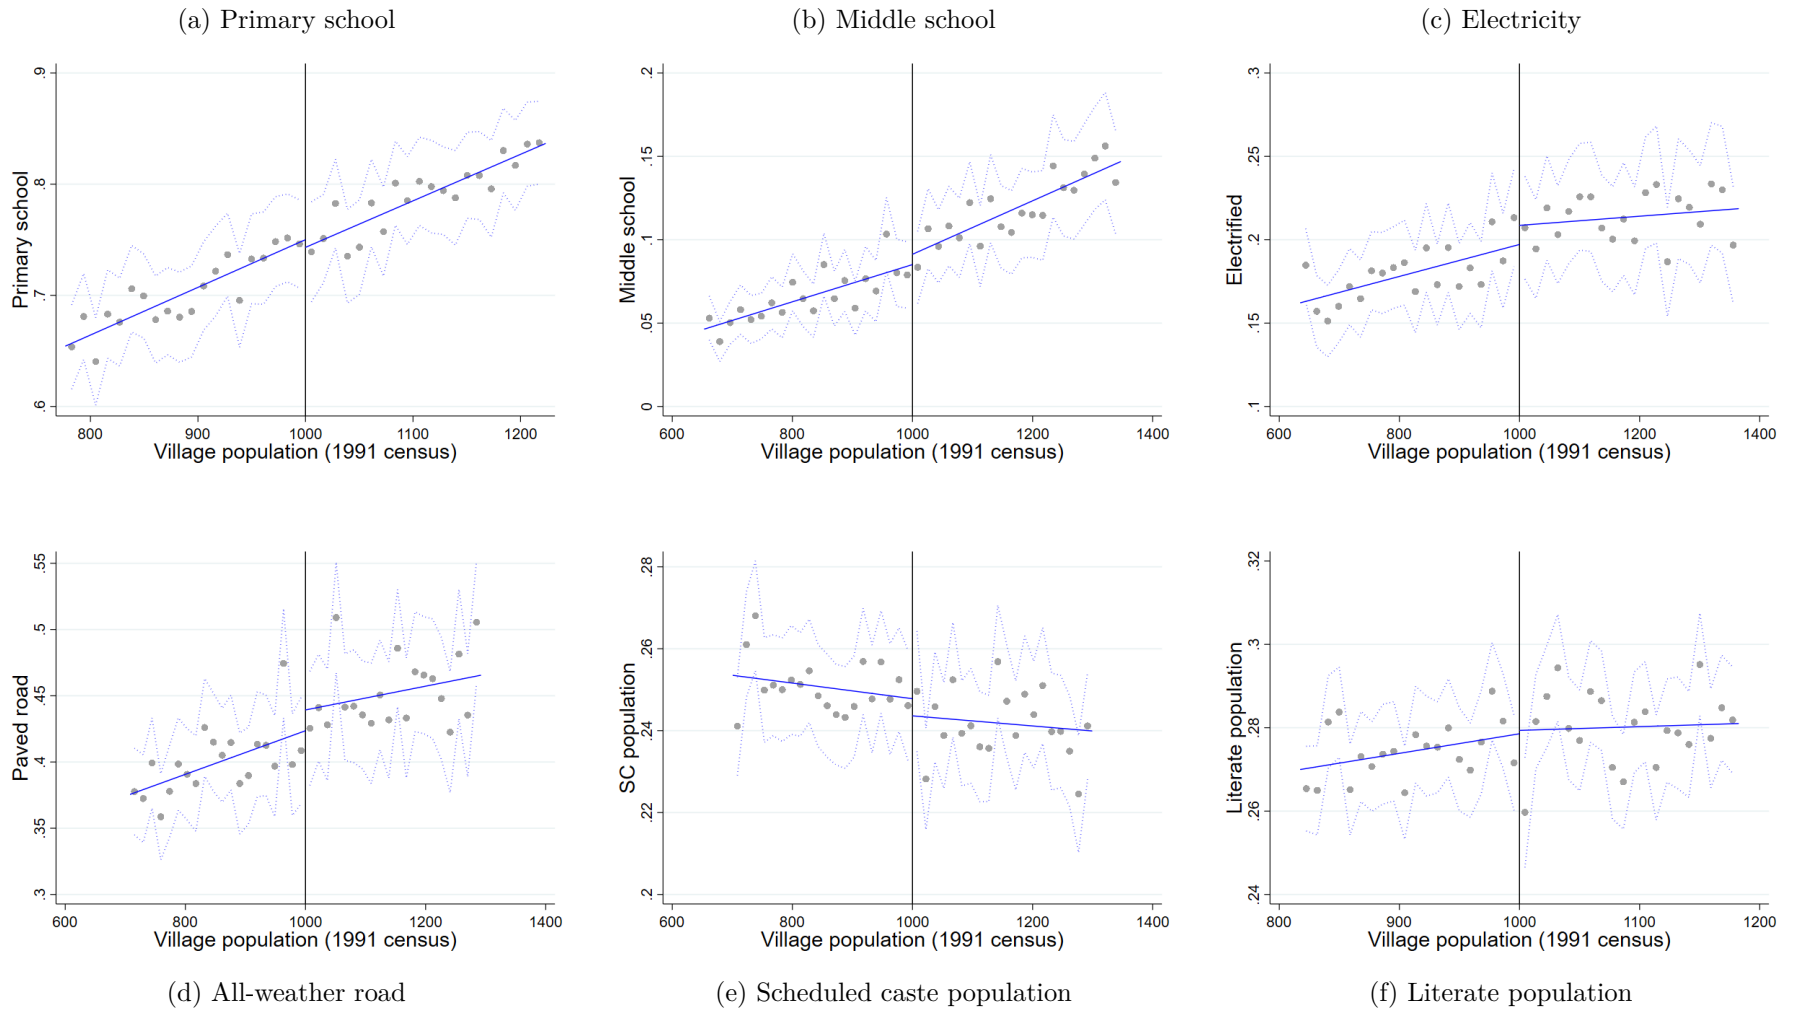 (a) Primary school
(b) Middle school
(c) Electricity
Primary school
.9
.8
.7
.6
800 900 1000 1100 1200
Village population (1991 census)
Middle school
.2
.15
.1
.05
0
600 800 1000 1200 1400
Village population (1991 census)
Electrified
.3
.25
.2
.15
.1
600 800 1000 1200 1400
Village population (1991 census)
Paved road
.55
.5
.45
.4
.35
.3
600 800 1000 1200 1400
Village population (1991 census)
SC population
.28
.26
.24
.22
.2
600 800 1000 1200 1400
Village population (1991 census)
Literate population
.32
.3
.28
.26
.24
800 900 1000 1100 1200
Village population (1991 census)
(d) All-weather road
(e) Scheduled caste population
(f) Literate population